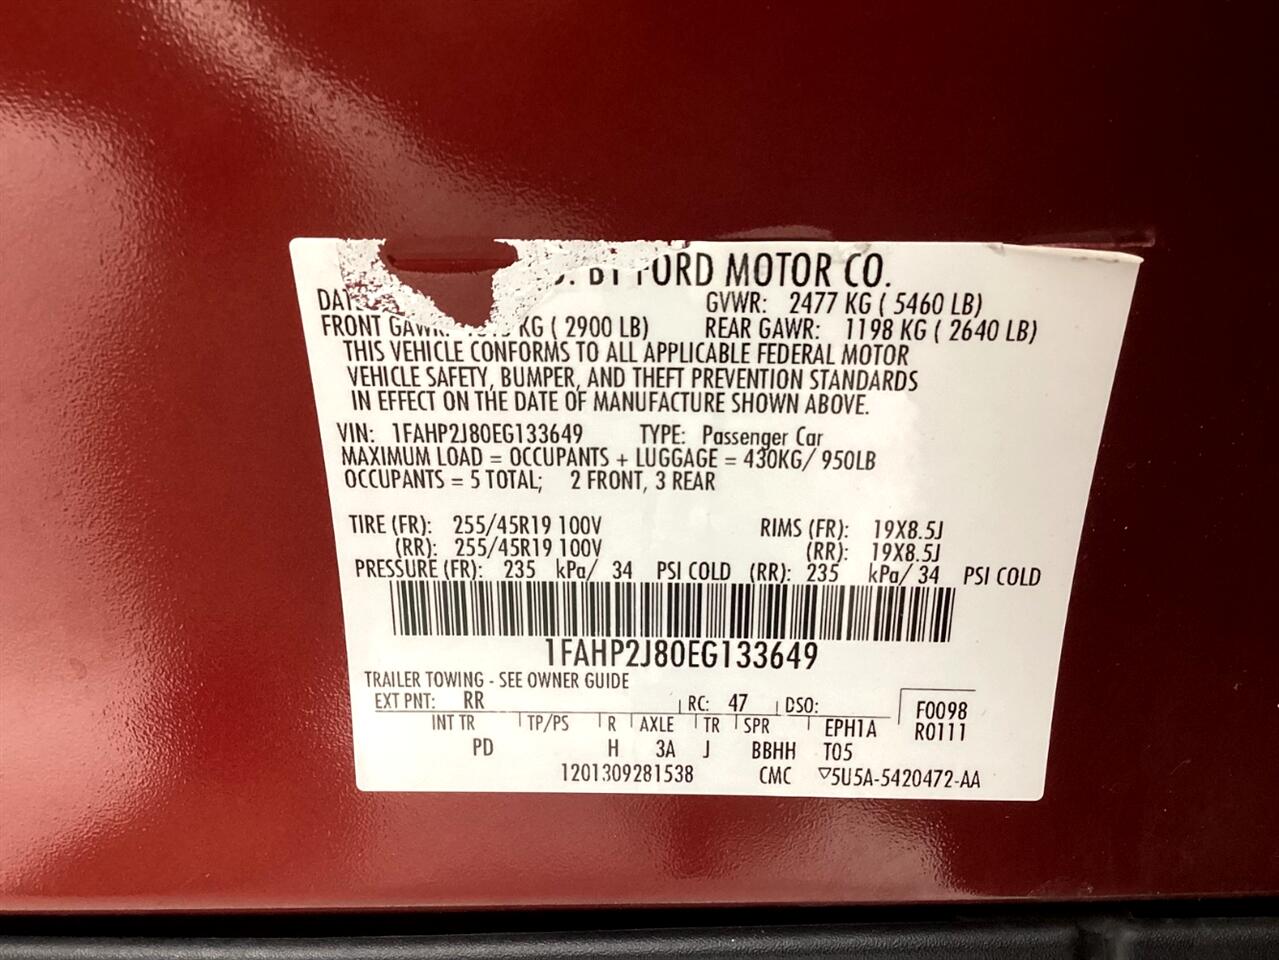 BY FORD MOTOR CO.
GVWR: 2477 KG ( 5460 LB)
FRONT GAWR: KG ( 2900 LB) REAR GAWR: 1198 KG ( 2640 LB)
THIS VEHICLE CONFORMS TO ALL APPLICABLE FEDERAL MOTOR
VEHICLE SAFETY, BUMPER, AND THEFT PREVENTION STANDARDS
IN EFFECT ON THE DATE OF MANUFACTURE SHOWN ABOVE.
VIN: 1FAHP2J80EG133649 TYPE: Passenger Car
MAXIMUM LOAD = OCCUPANTS + LUGGAGE = 430KG/ 950LB
OCCUPANTS = 5 TOTAL; 2 FRONT, 3 REAR
TIRE (FR): 255/45R19 100V RIMS (FR): 19X8.5J
(RR): 255/45R19 100V (RR): 19X8.5J
PRESSURE (FR): 235 kPa/ 34 PSI COLD (RR): 235 kPa/ 34 PSI COLD
1FAHP2J80EG133649
TRAILER TOWING - SEE OWNER GUIDE
EXT PNT: RR RC: 47 DSO: F0098
INT TR TP/PS R AXLE TR SPR EPH1A R0111
PD H 3A J BBHH T05
1201309281538 CMC ▽5U5A-5420472-AA